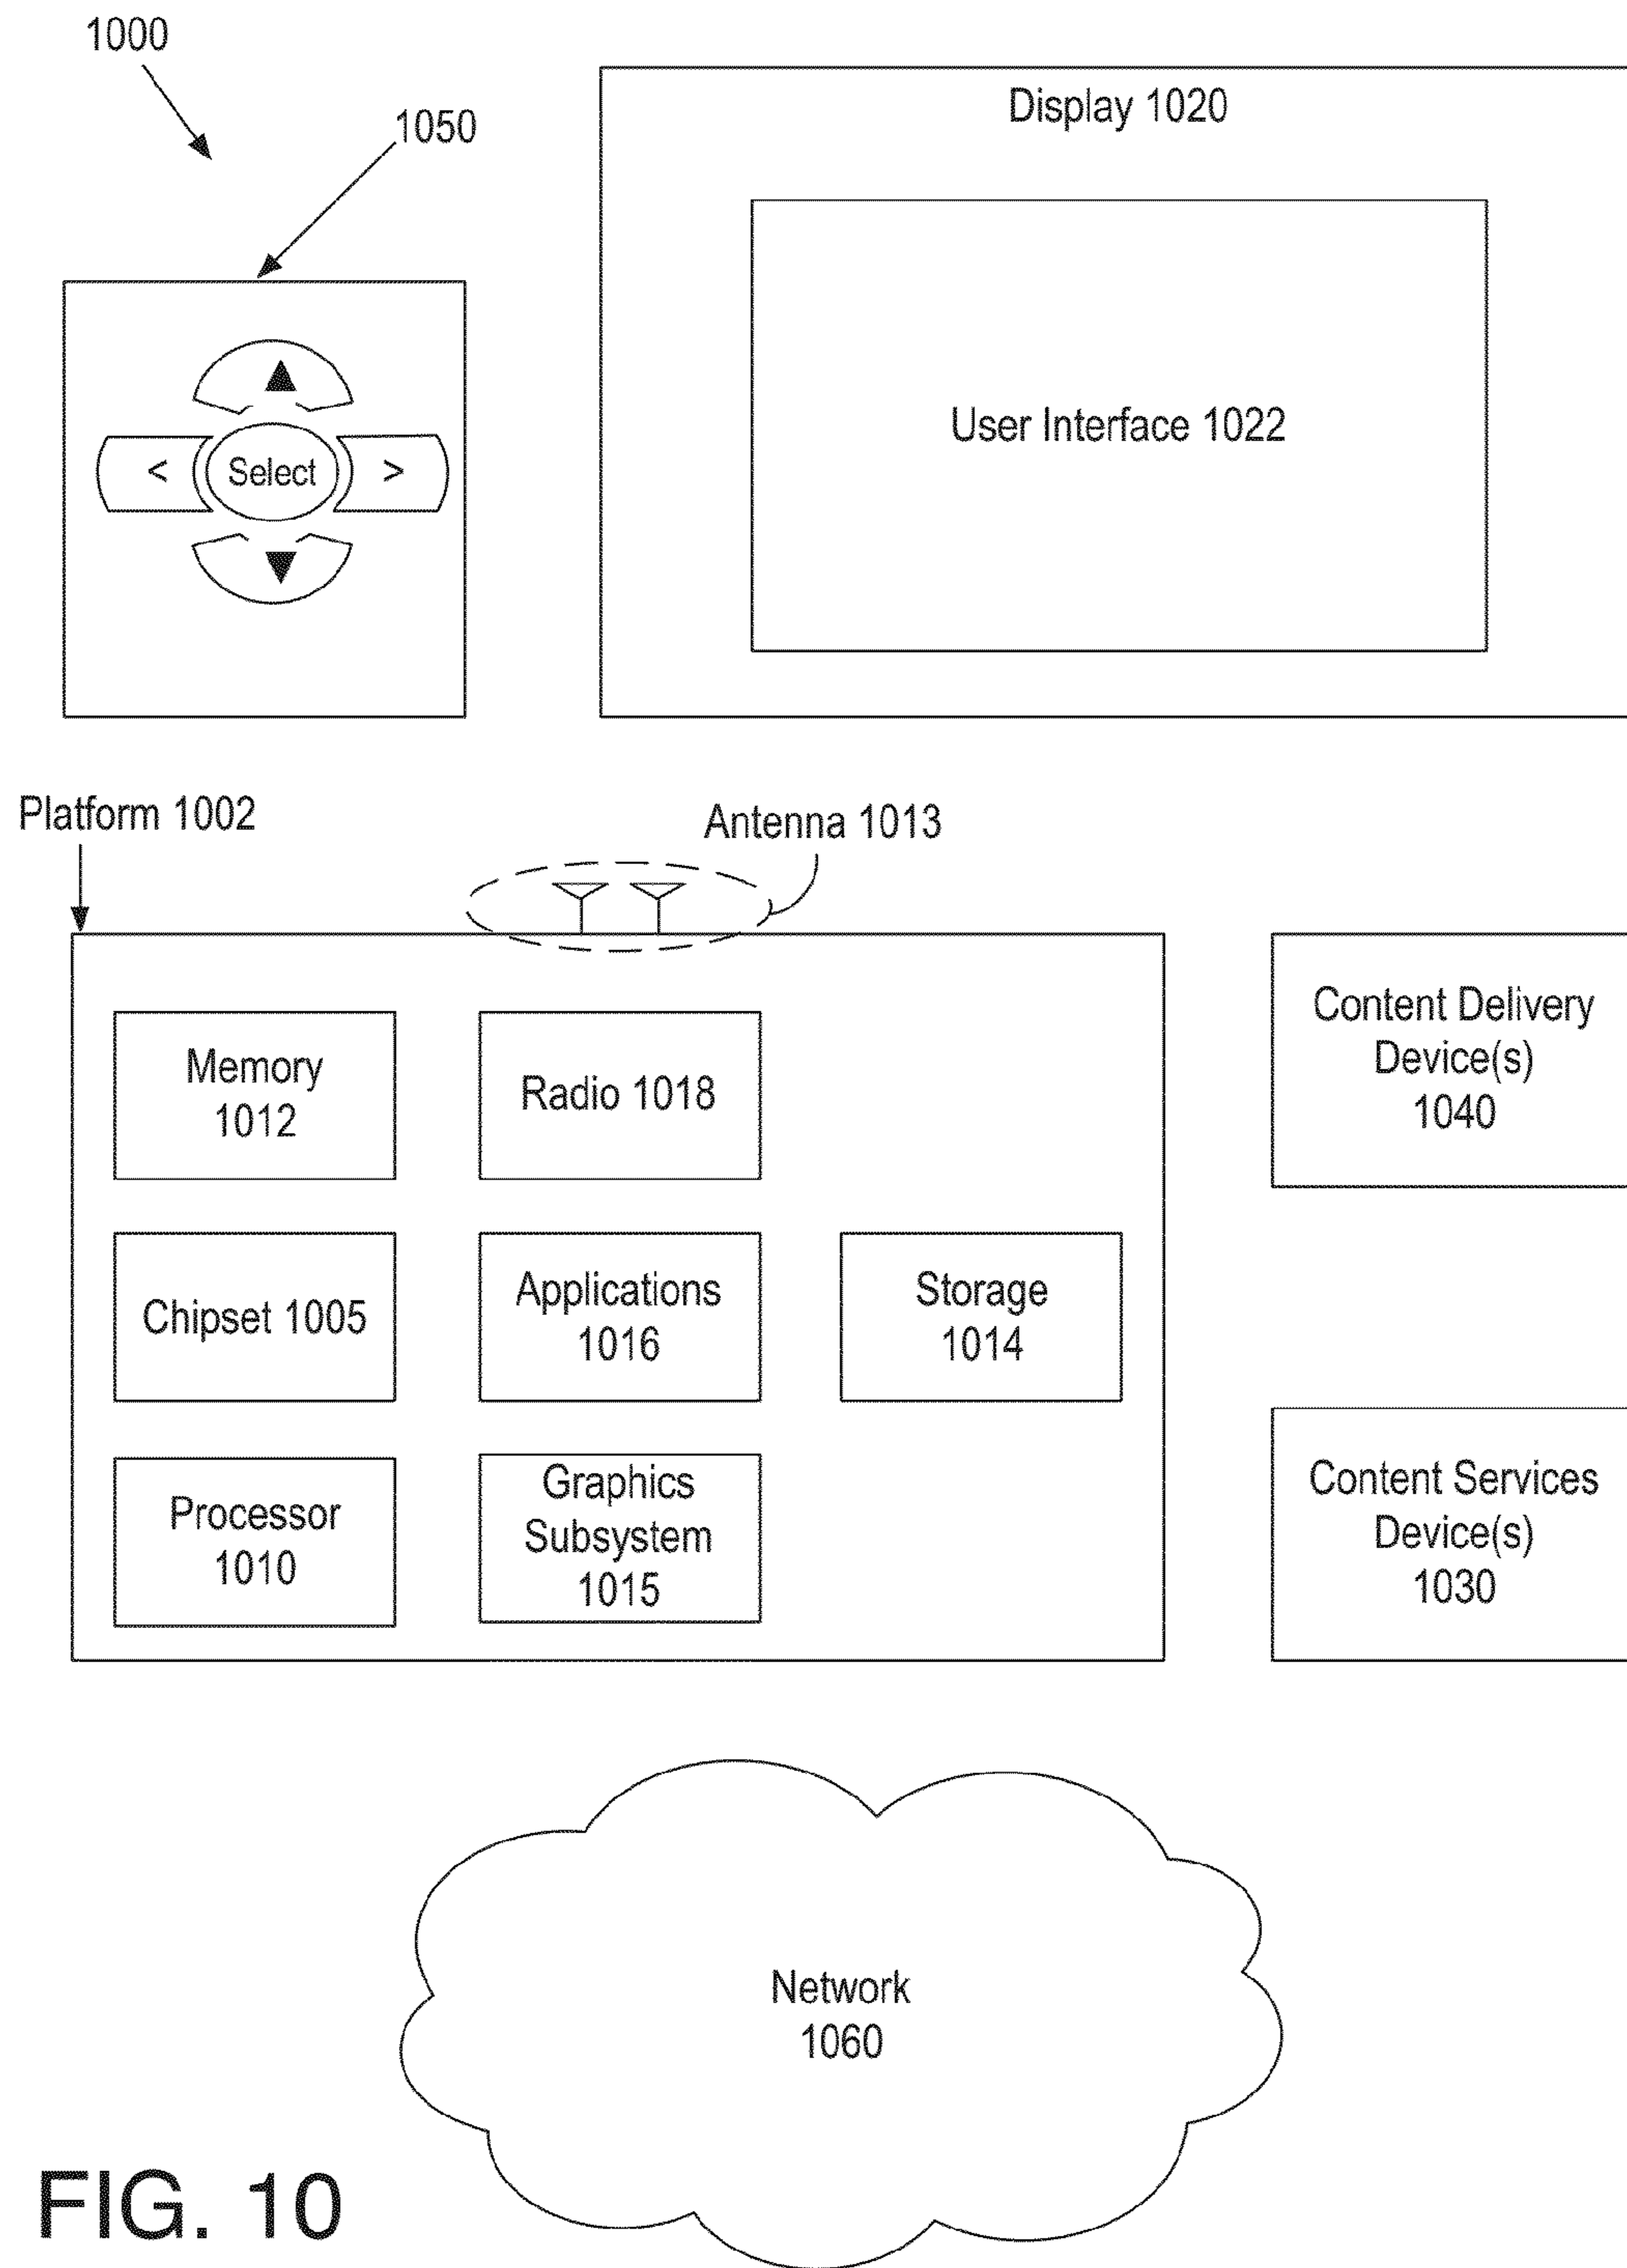 1000
1050
Display 1020
User Interface 1022
<
Select
>
Platform 1002
Antenna 1013
Memory
1012
Radio 1018
Chipset 1005
Applications
1016
Storage
1014
Processor
1010
Graphics
Subsystem
1015
Content Delivery
Device(s)
1040
Content Services
Device(s)
1030
Network
1060
FIG. 10